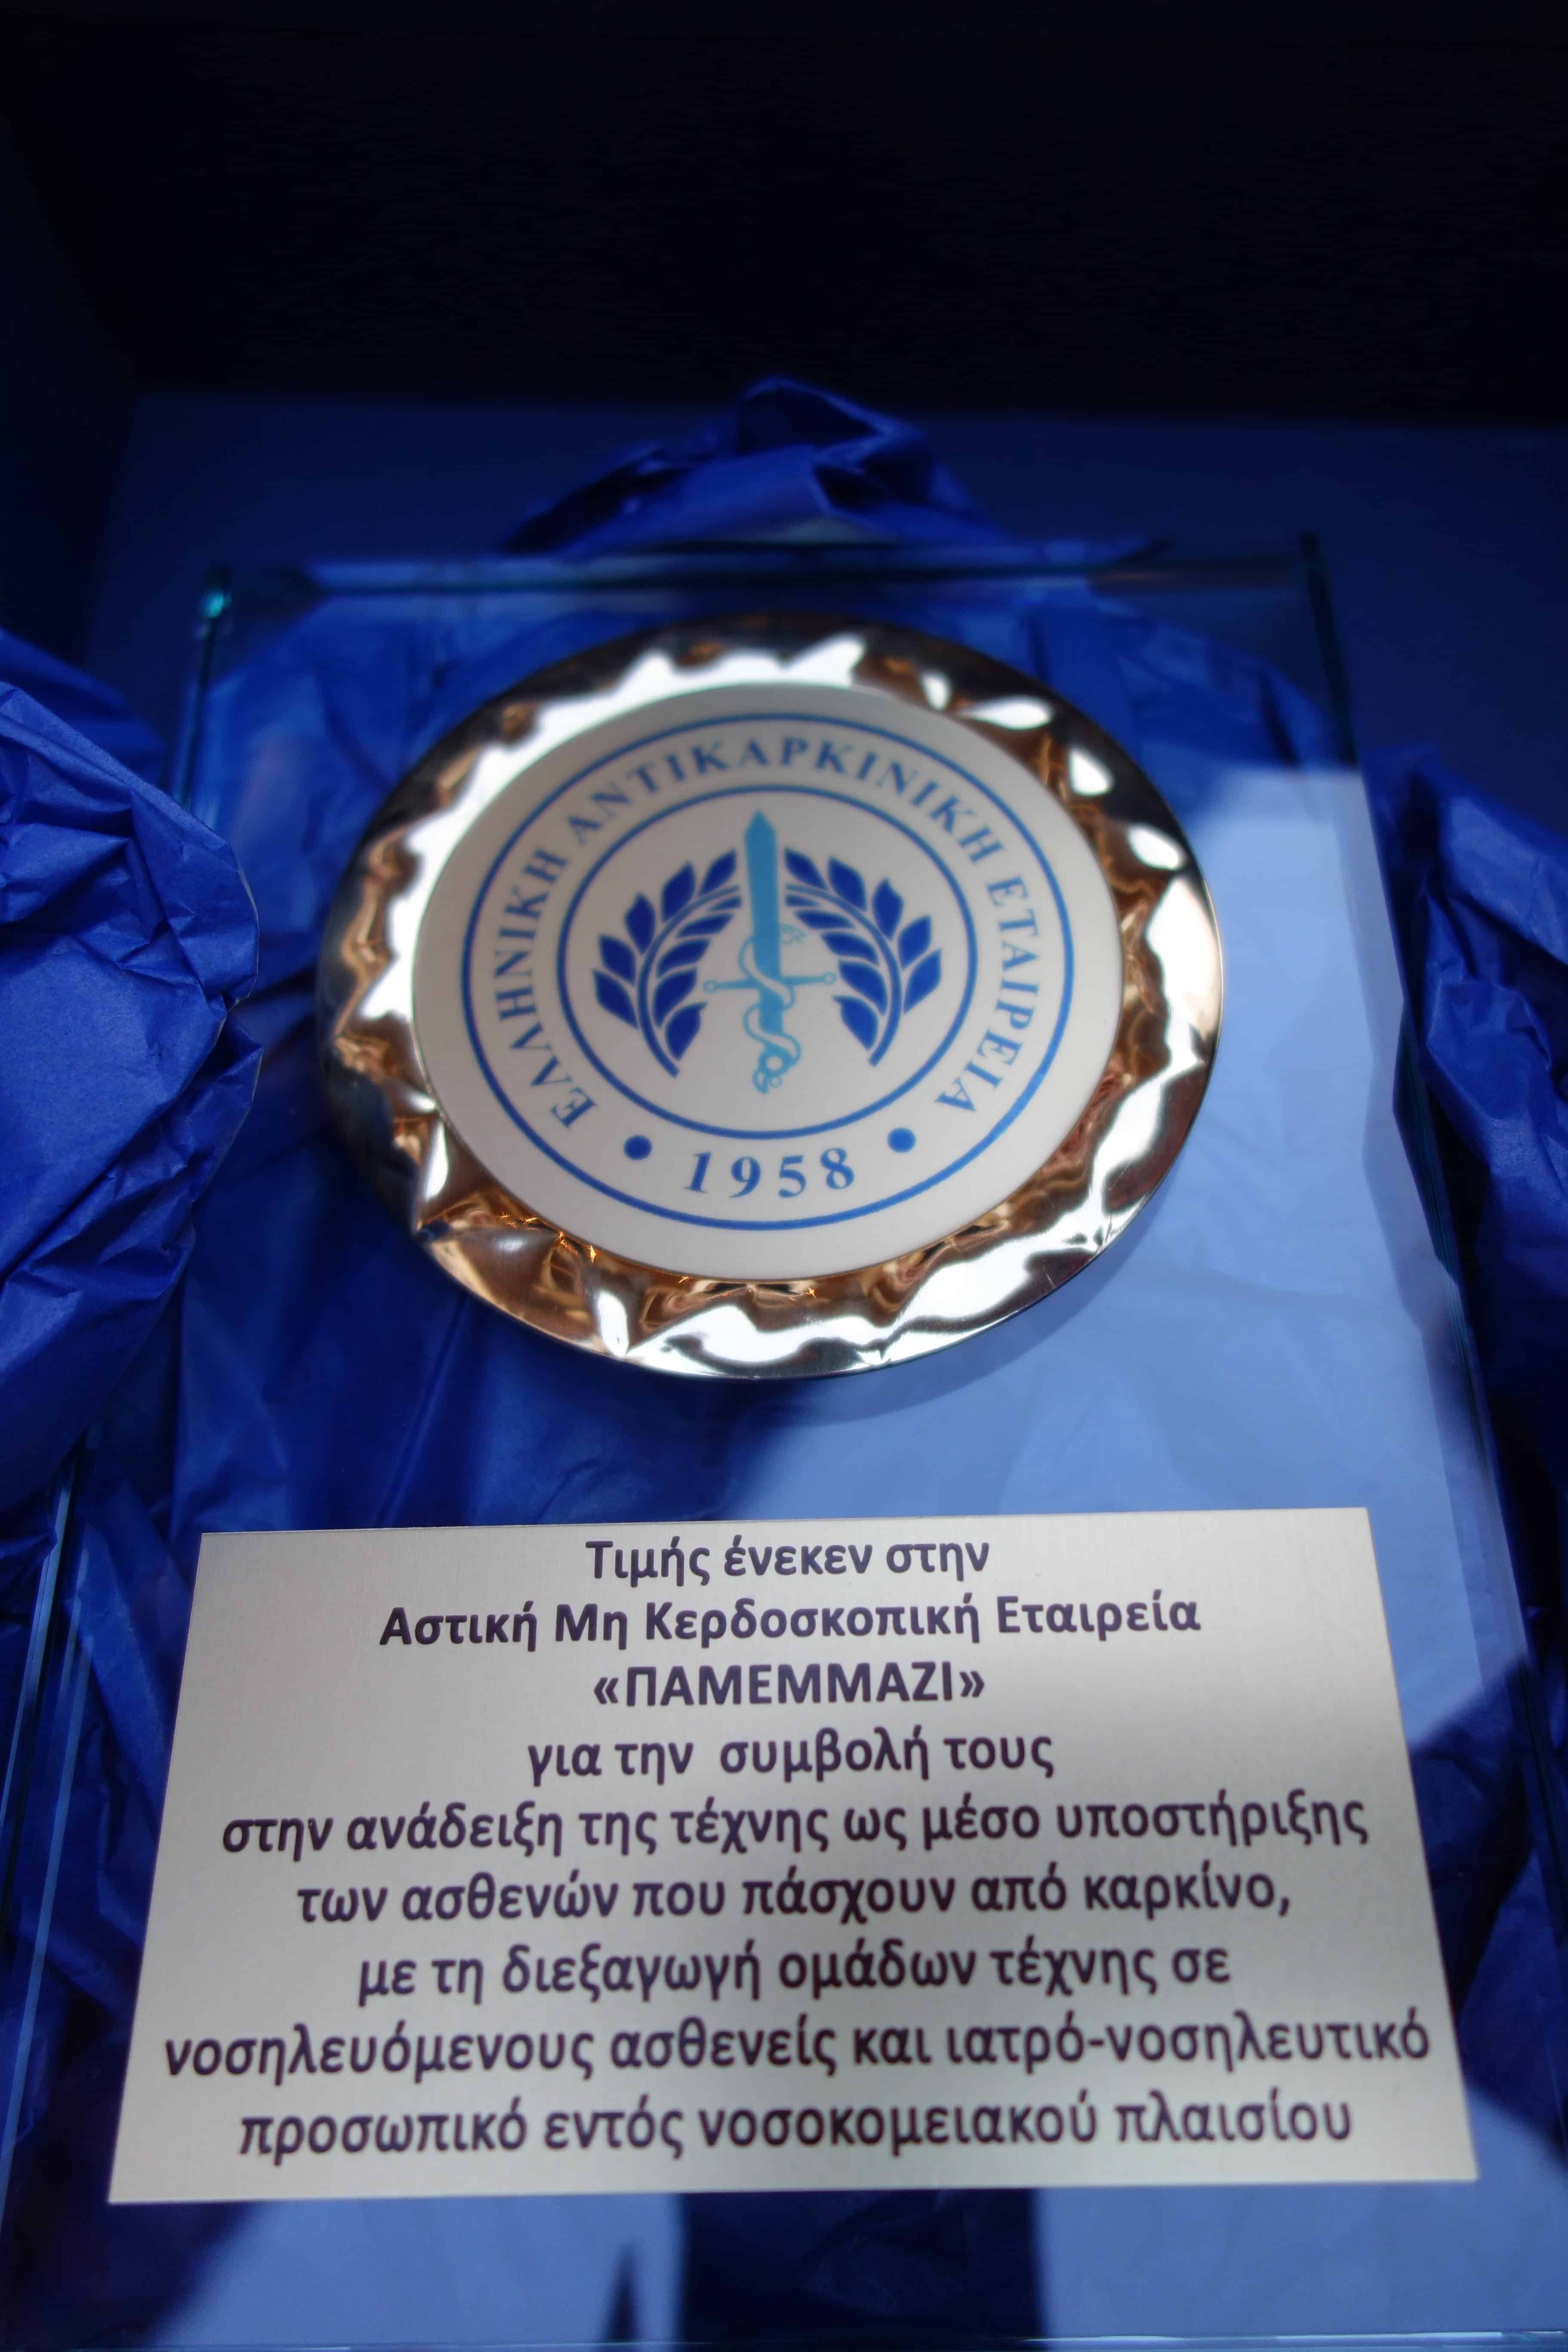 ΕΛΛΗΝΙΚΗ ΑΝΤΙΚΑΡΚΙΝΙΚΗ ΕΤΑΙΡΕΙΑ
• 1958 •
Τιμής ένεκεν στην
Αστική Μη Κερδοσκοπική Εταιρεία
«ΠΑΜΕΜΜΑΖΙ»
για την συμβολή τους
στην ανάδειξη της τέχνης ως μέσο υποστήριξης
των ασθενών που πάσχουν από καρκίνο,
με τη διεξαγωγή ομάδων τέχνης σε
νοσηλευόμενους ασθενείς και ιατρό-νοσηλευτικό
προσωπικό εντός νοσοκομειακού πλαισίου